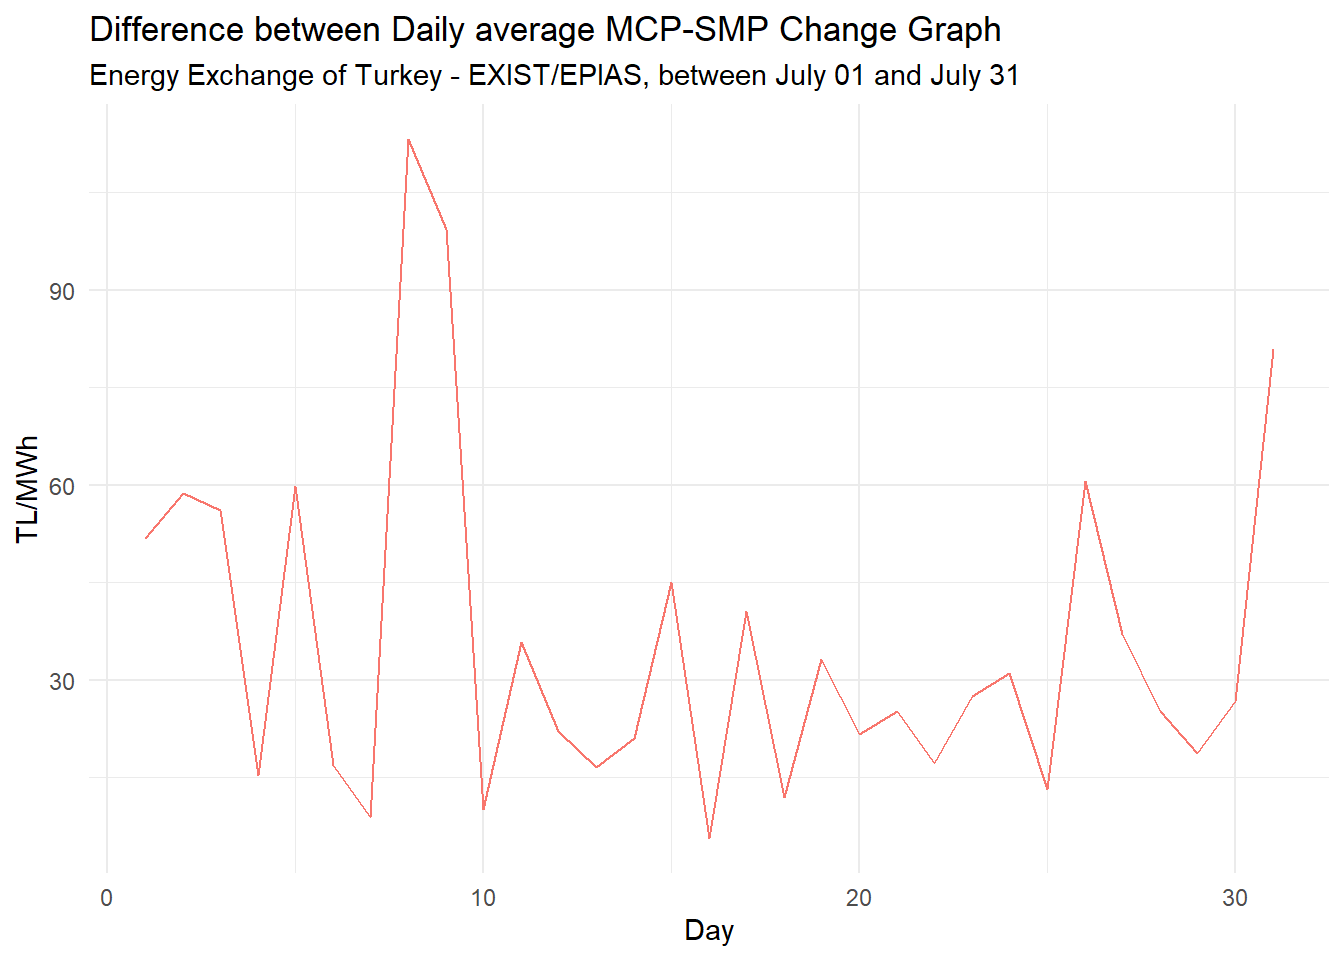 Difference between Daily average MCP-SMP Change Graph
Energy Exchange of Turkey - EXIST/EPIAS, between July 01 and July 31
90
60
30
TL/MWh
0
10
20
30
Day